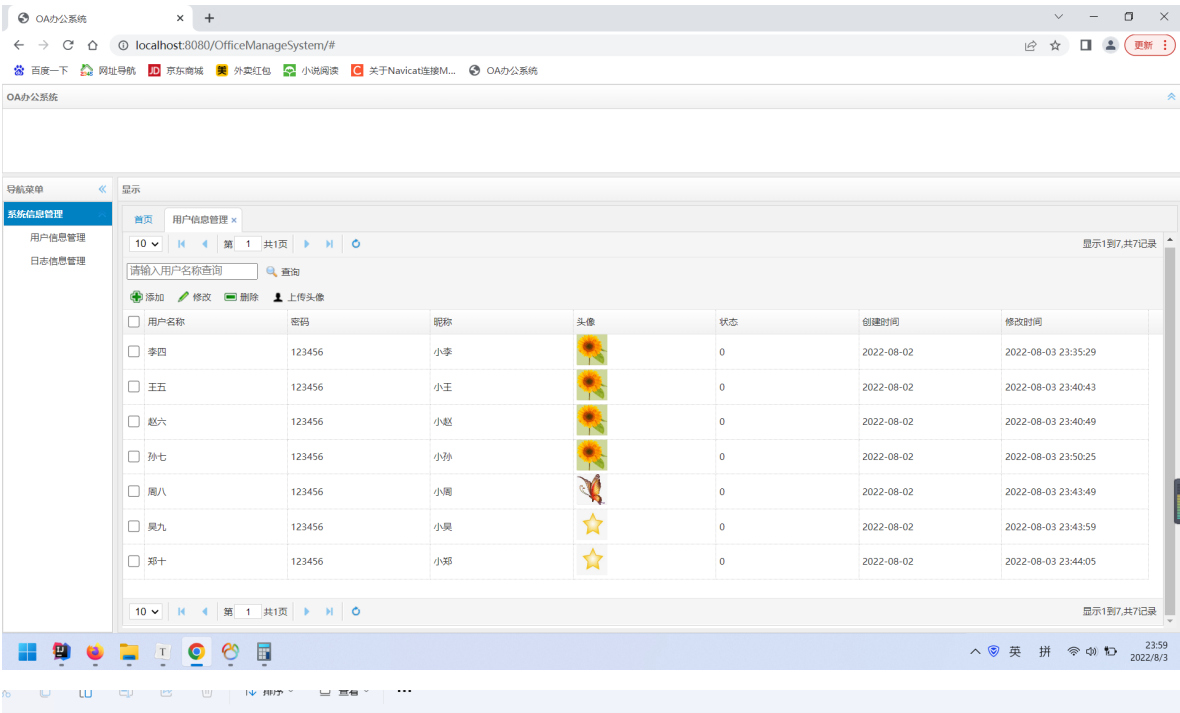 OA办公系统
localhost:8080/OfficeManageSystem/#
更新
百度一下 网址导航 JD 京东商城 美 外卖红包 小说阅读 C 关于Navicat连接M... OA办公系统
OA办公系统
导航菜单 显示
系统信息管理
用户信息管理
日志信息管理
首页 用户信息管理
10 第 1 共1页 显示1到7,共7记录
请输入用户名称查询 查询
添加 修改 删除 上传头像
用户名称 密码 昵称 头像 状态 创建时间 修改时间
李四 123456 小李 0 2022-08-02 2022-08-03 23:35:29
王五 123456 小王 0 2022-08-02 2022-08-03 23:40:43
赵六 123456 小赵 0 2022-08-02 2022-08-03 23:40:49
孙七 123456 小孙 0 2022-08-02 2022-08-03 23:50:25
周八 123456 小周 0 2022-08-02 2022-08-03 23:43:49
吴九 123456 小吴 0 2022-08-02 2022-08-03 23:43:59
郑十 123456 小郑 0 2022-08-02 2022-08-03 23:44:05
10 第 1 共1页 显示1到7,共7记录
英 拼 23:59
2022/8/3
排序 查看